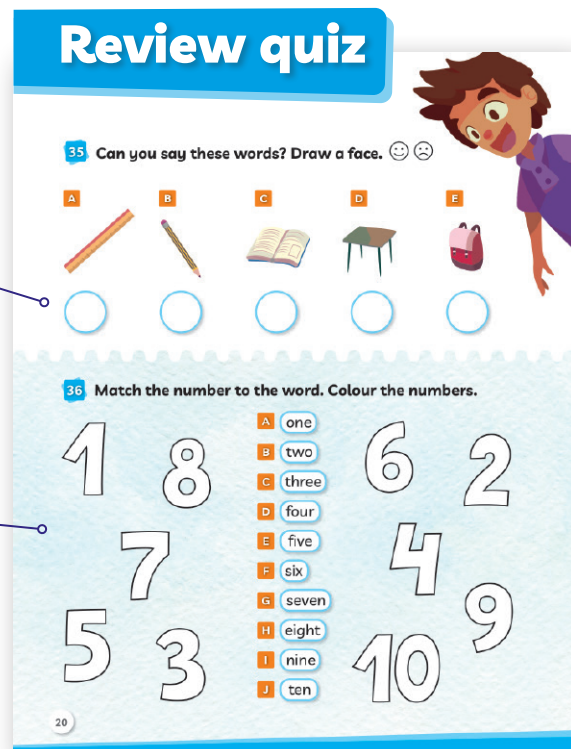 Review quiz
35 Can you say these words? Draw a face.
A B C D E
36 Match the number to the word. Colour the numbers.
A one
B two
C three
D four
E five
F six
G seven
H eight
I nine
J ten
1 8 6 2
7 4
5 3 10 9
20